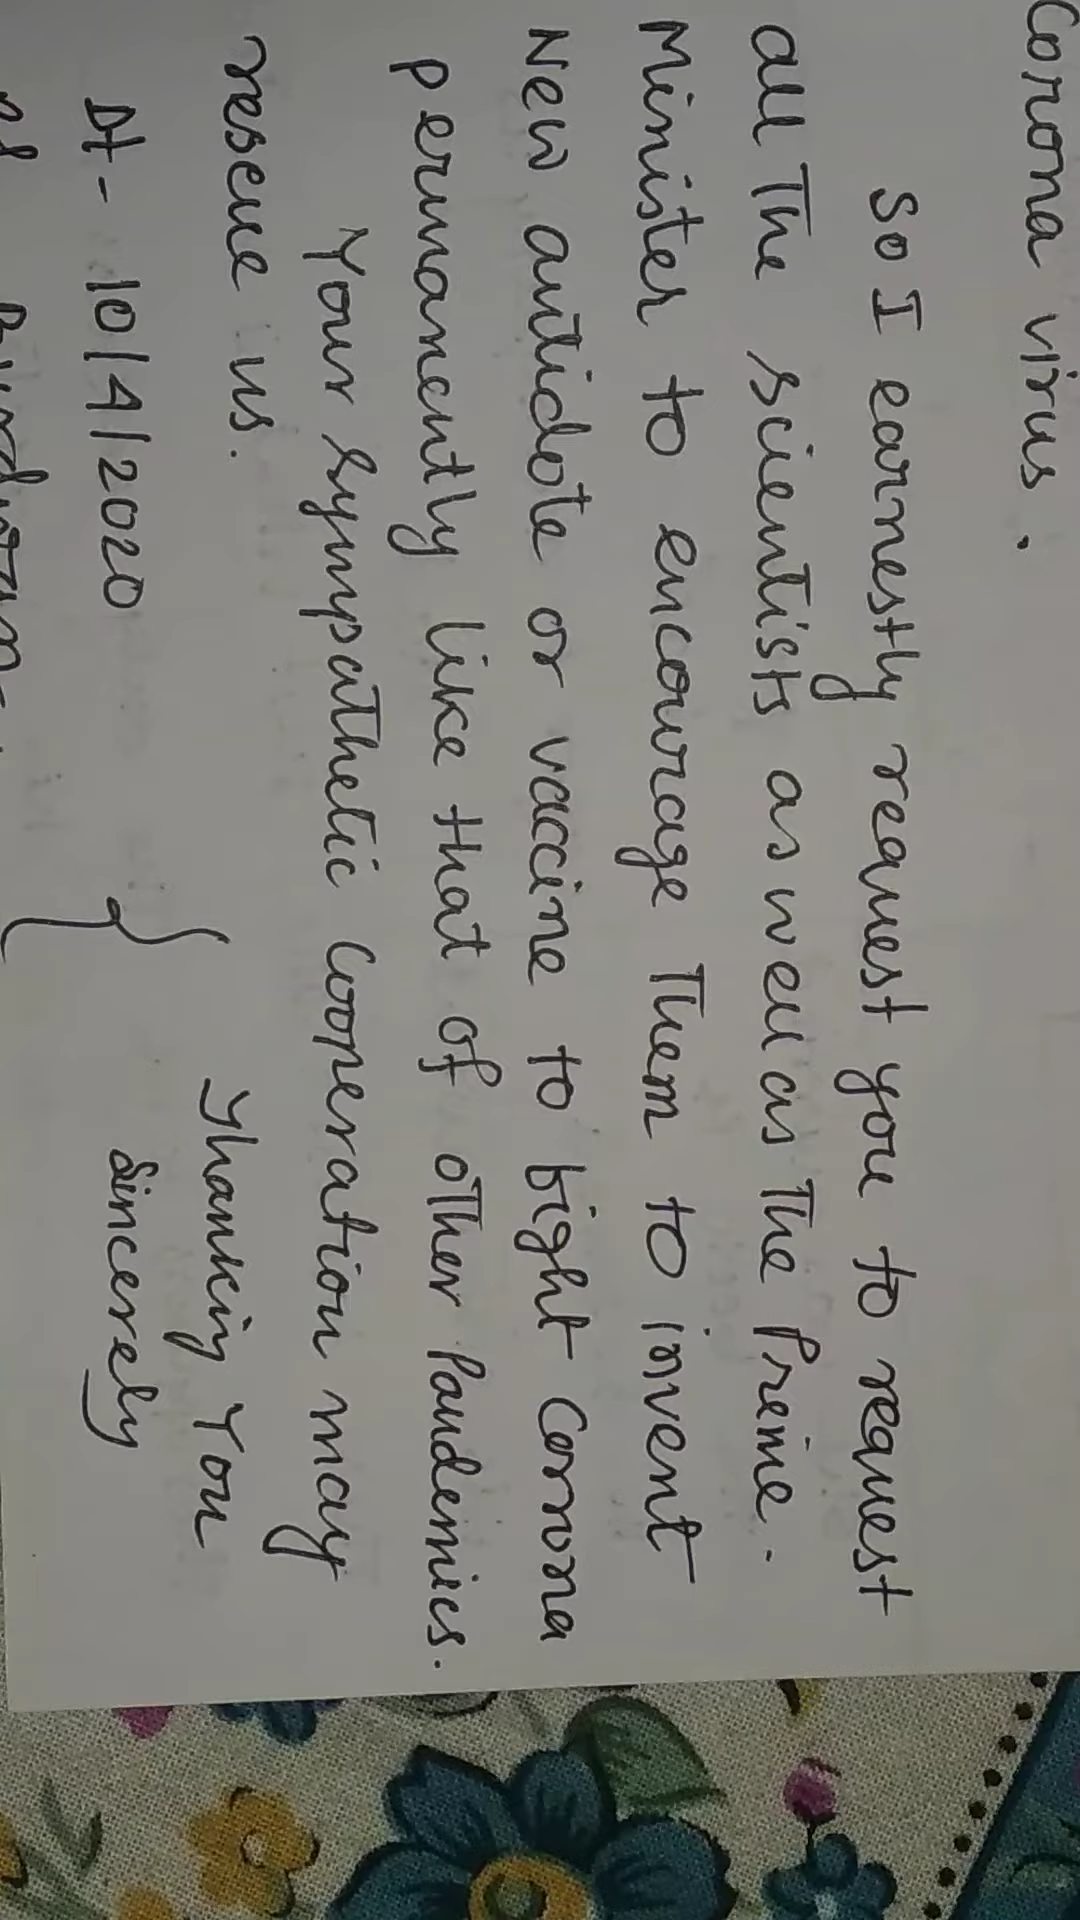 Corona virus.
So I earnestly request you to request
all The scientists as well as The Prime.
Minister to encourage Them to invent
New antidote or vaccine to bight Corrona
permanently like that of other Pandemics.
Your sympathetic Cooperation may
rescue us.
Thanking You
Dt- 10/4/2020 } Sincerely